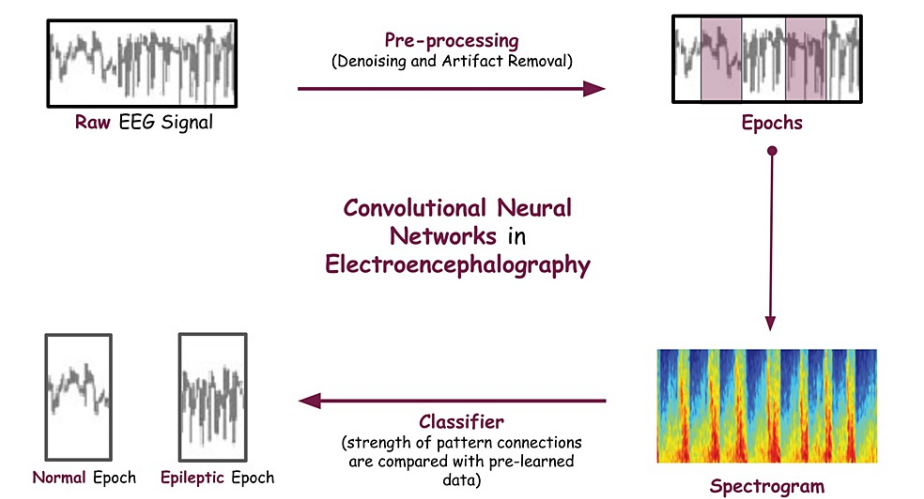 Pre-processing
(Denoising and Artifact Removal)
Raw EEG Signal
Epochs
Convolutional Neural
Networks in
Electroencephalography
Classifier
(strength of pattern connections
are compared with pre-learned
data)
Normal Epoch
Epileptic Epoch
Spectrogram